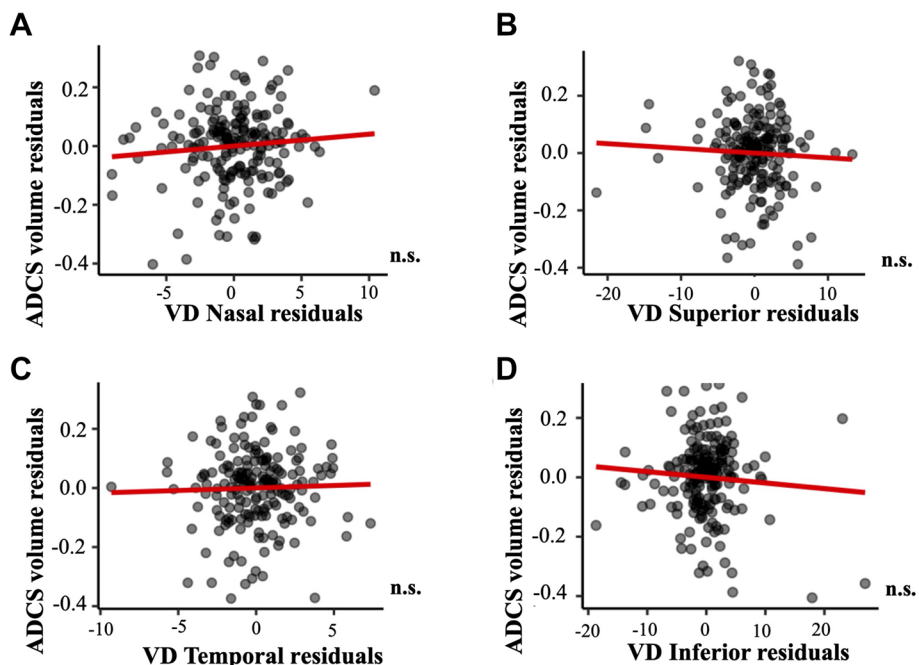 A
ADCS volume residuals
0.2
0.0
-0.2
-0.4
-5
0
5
10
VD Nasal residuals
n.s.
B
ADCS volume residuals
0.2
0.0
-0.2
-0.4
-20
-10
0
10
VD Superior residuals
n.s.
C
ADCS volume residuals
0.2
0.0
-0.2
-0.4
-10
-5
0
5
VD Temporal residuals
n.s.
D
ADCS volume residuals
0.2
0.0
-0.2
-0.4
-20
-10
0
10
20
VD Inferior residuals
n.s.